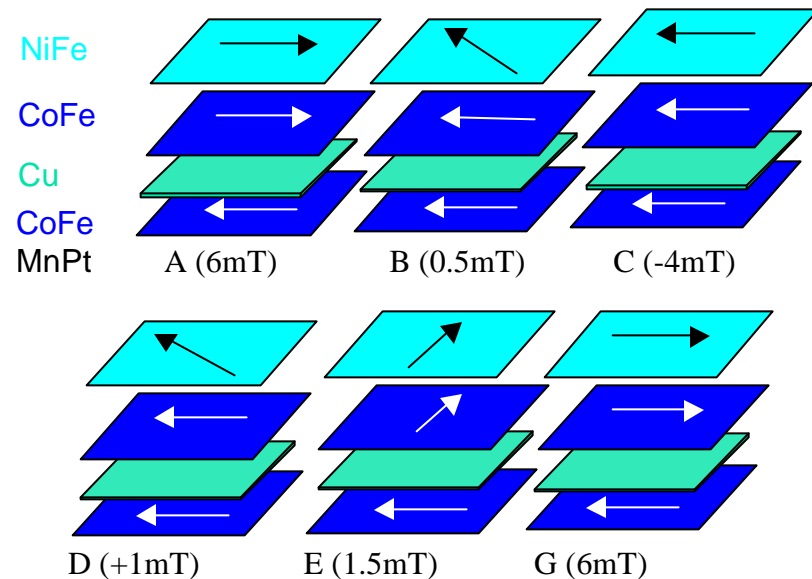 NiFe
CoFe
Cu
CoFe
MnPt
A (6mT) B (0.5mT) C (-4mT)
D (+1mT) E (1.5mT) G (6mT)